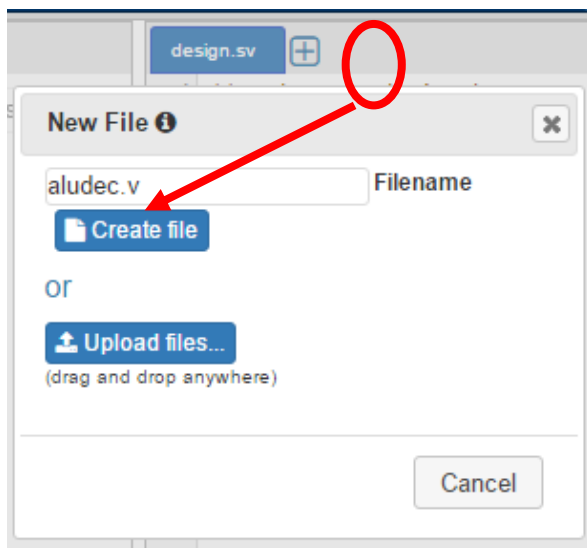 design.sv
New File
aludec.v Filename
Create file
or
Upload files...
(drag and drop anywhere)
Cancel